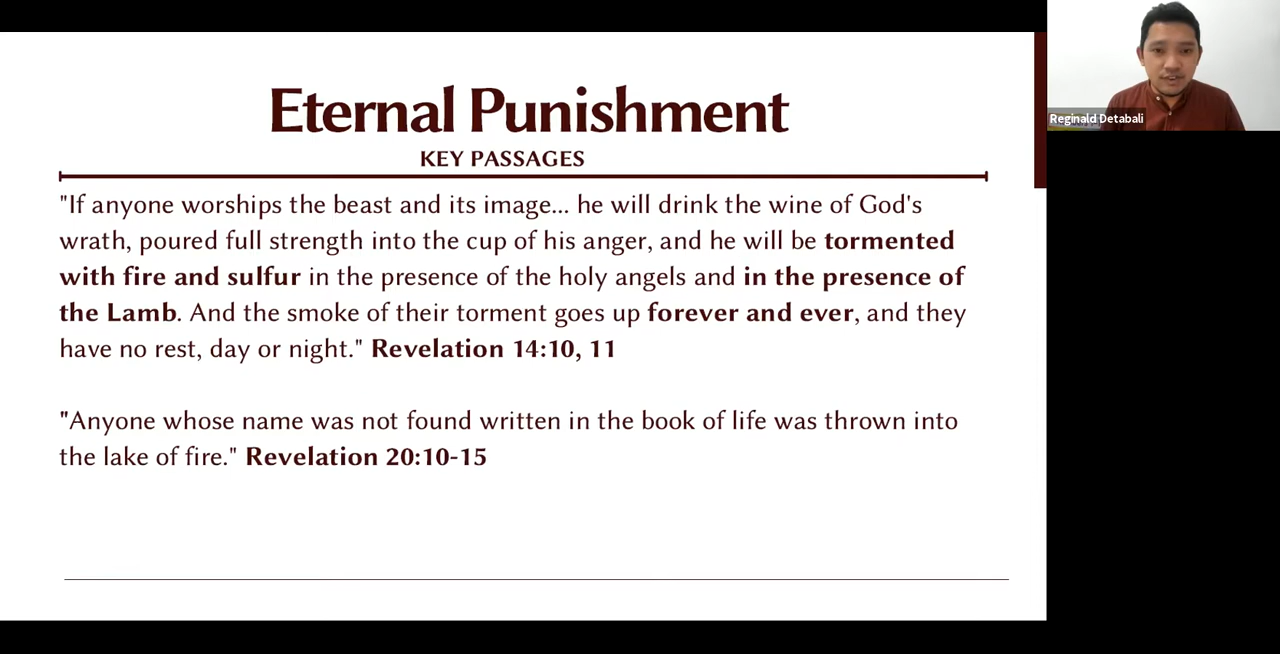 Eternal Punishment
KEY PASSAGES
"If anyone worships the beast and its image... he will drink the wine of God's
wrath, poured full strength into the cup of his anger, and he will be tormented
with fire and sulfur in the presence of the holy angels and in the presence of
the Lamb. And the smoke of their torment goes up forever and ever, and they
have no rest, day or night." Revelation 14:10, 11
"Anyone whose name was not found written in the book of life was thrown into
the lake of fire." Revelation 20:10-15
Reginald Detabali